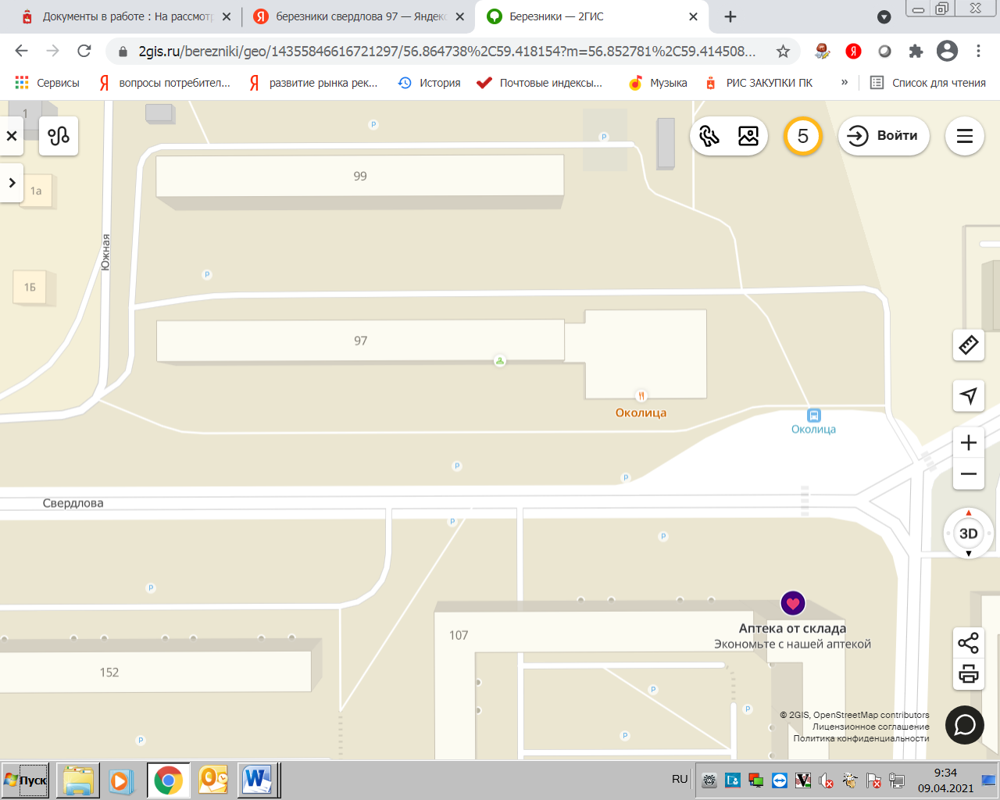 Документы в работе : На рассмотр
березники свердлова 97 — Яндекс
Березники — 2ГИС
2gis.ru/berezniki/geo/14355846616721297/56.864738%2C59.418154?m=56.852781%2C59.414508...
Сервисы
вопросы потребител...
развитие рынка рек...
История
Почтовые индексы...
Музыка
РИС ЗАКУПКИ ПК
»
Список для чтения
1
5
Войти
99
1а
Южная
1Б
97
Околица
Околица
Свердлова
3D
107
Аптека от склада
Экономьте с нашей аптекой
152
© 2GIS, OpenStreetMap contributors
Лицензионное соглашение
Политика конфиденциальности
Пуск
RU
9:34
09.04.2021